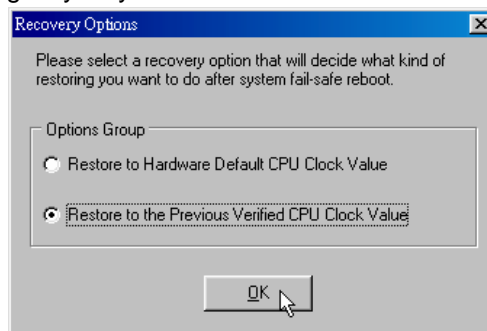 Recovery Options
Please select a recovery option that will decide what kind of
restoring you want to do after system fail-safe reboot.
Options Group
Restore to Hardware Default CPU Clock Value
Restore to the Previous Verified CPU Clock Value
OK